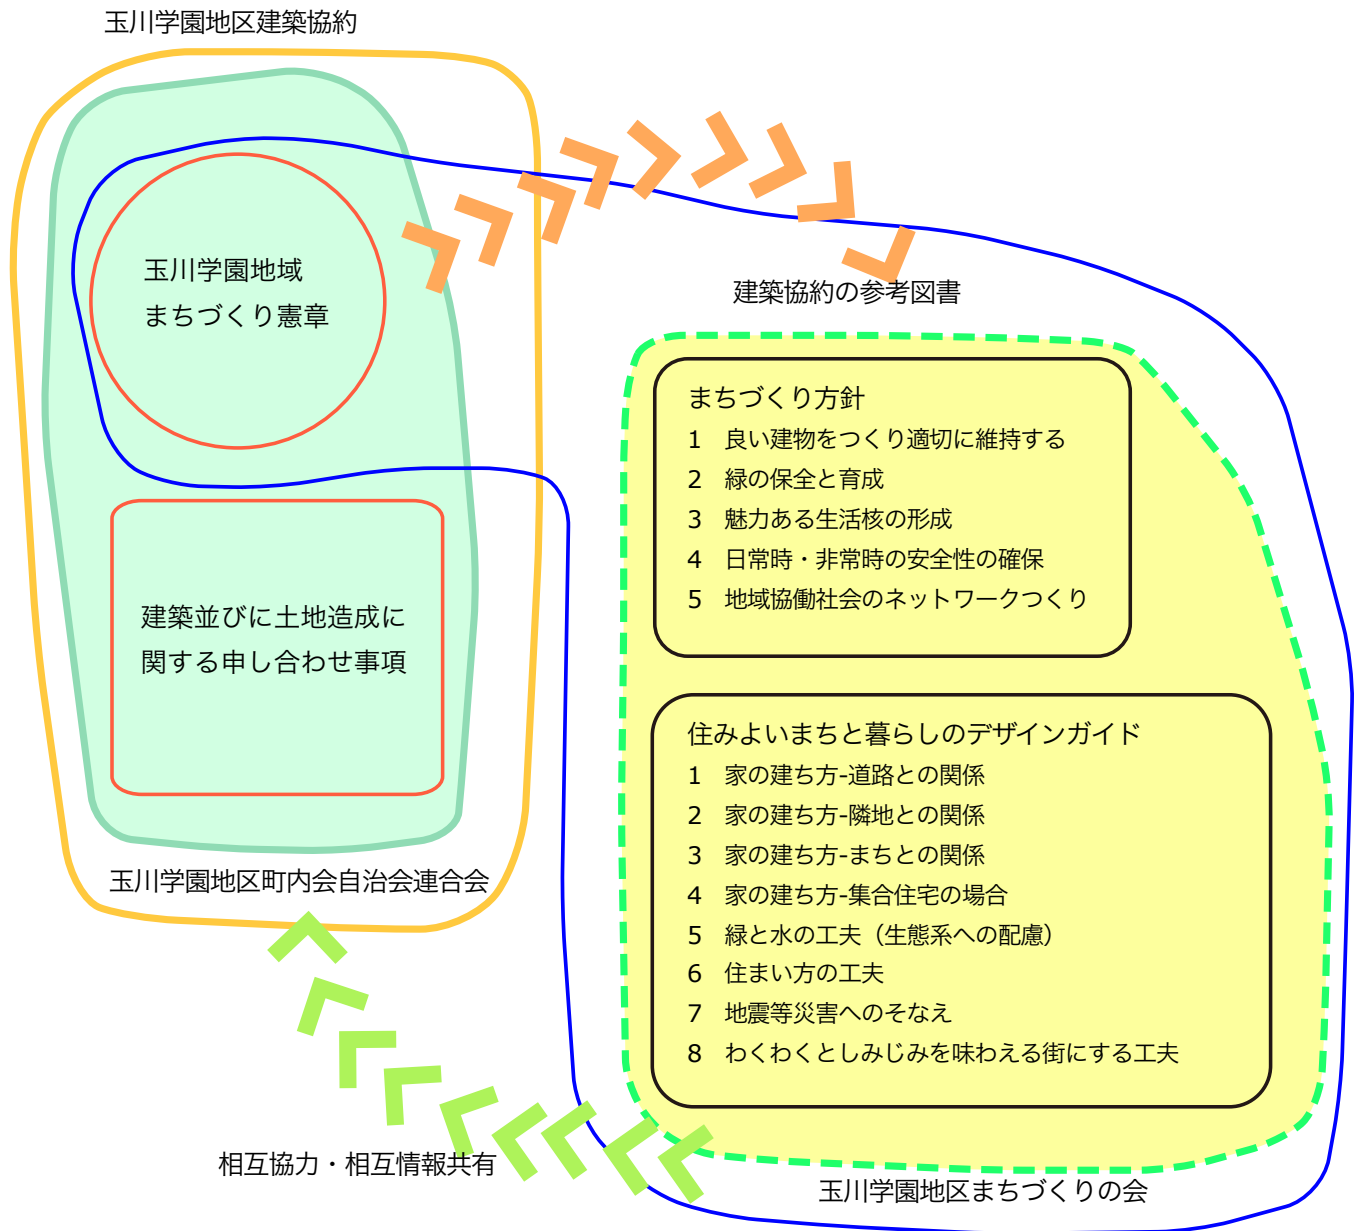 玉川学園地区建築協約
玉川学園地域
まちづくり憲章
建築並びに土地造成に
関する申し合わせ事項
玉川学園地区町内会自治会連合会
建築協約の参考図書
まちづくり方針
1 良い建物をつくり適切に維持する
2 緑の保全と育成
3 魅力ある生活核の形成
4 日常時・非常時の安全性の確保
5 地域協働社会のネットワークつくり
住みよいまちと暮らしのデザインガイド
1 家の建ち方-道路との関係
2 家の建ち方-隣地との関係
3 家の建ち方-まちとの関係
4 家の建ち方-集合住宅の場合
5 緑と水の工夫（生態系への配慮）
6 住まい方の工夫
7 地震等災害へのそなえ
8 わくわくとしみじみを味わえる街にする工夫
相互協力・相互情報共有
玉川学園地区まちづくりの会